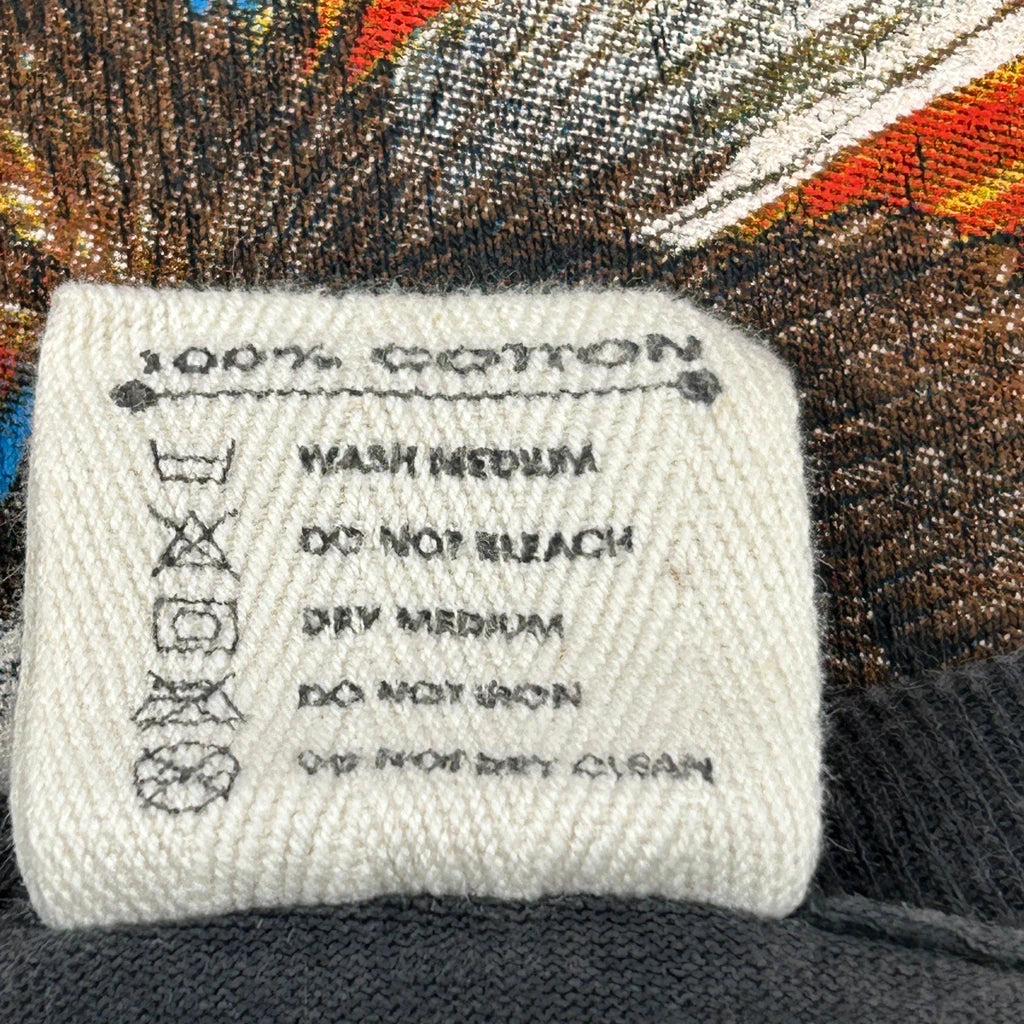 100% COTTON
WASH MEDIUM
DO NOT BLEACH
DRY MEDIUM
DO NOT IRON
DO NOT DRY CLEAN